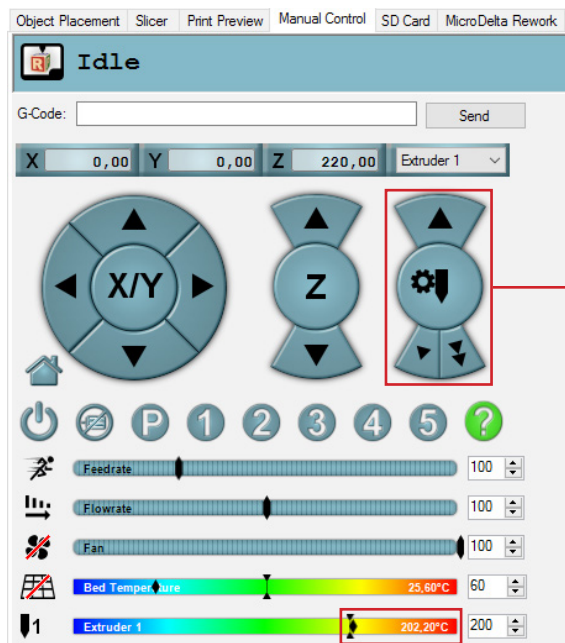 Object Placement Slicer Print Preview Manual Control SD Card MicroDelta Rework
Idle
G-Code: Send
X 0,00 Y 0,00 Z 220,00 Extruder 1
X/Y Z
P 1 2 3 4 5 ?
Feedrate 100
Flowrate 100
Fan 100
Bed Temperature 25,60°C 60
1 Extruder 1 202,20°C 200